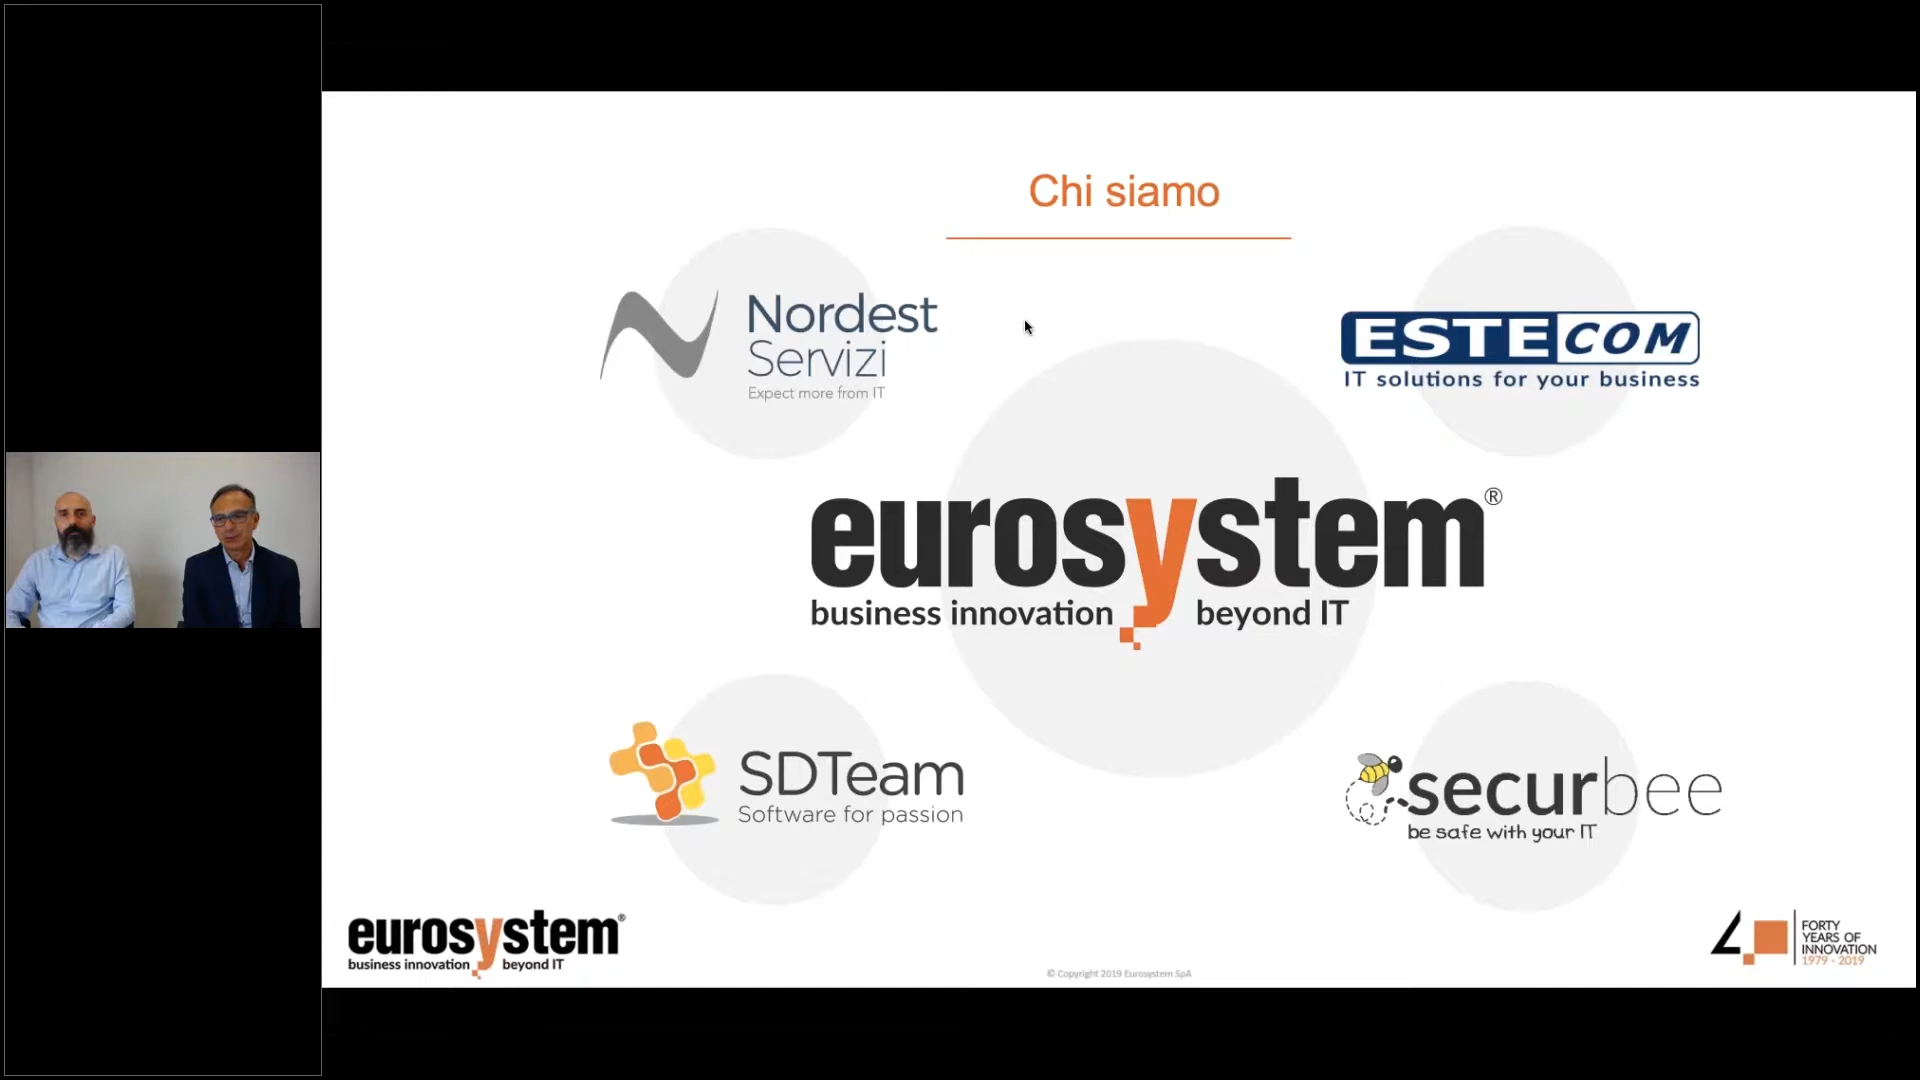 Chi siamo
Nordest
Servizi
Expect more from IT
ESTECOM
IT solutions for your business
eurosystem®
business innovation beyond IT
SDTeam
Software for passion
securbee
be safe with your IT
eurosystem®
business innovation beyond IT
© Copyright 2019 Eurosystem SpA
40
FORTY
YEARS OF
INNOVATION
1979 - 2019